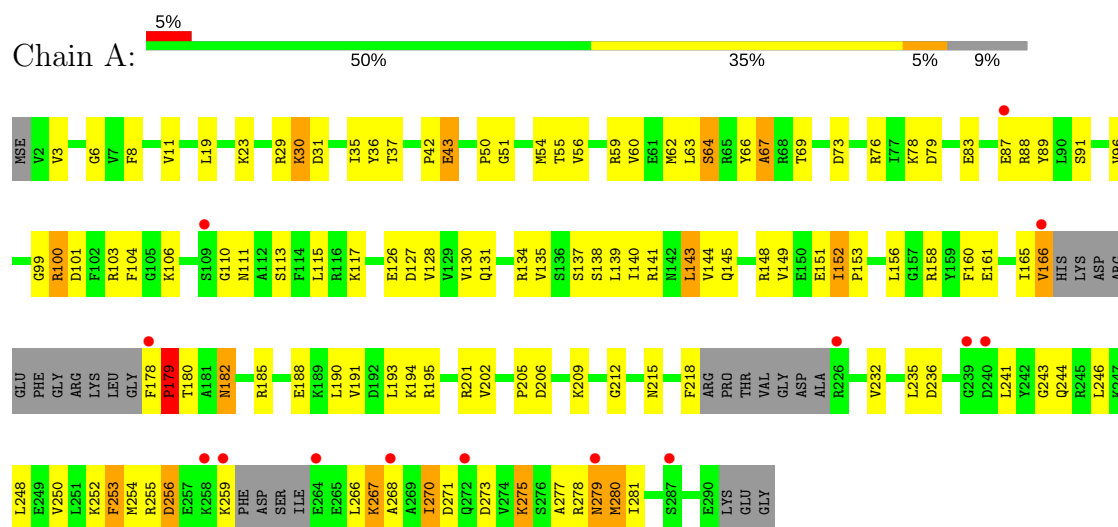 5%
Chain A:
50% 35% 5% 9%
MSE V2 V3 G6 V7 F8 V11 L19 K23 R29 K30 D31 I35 Y36 T37 P42 E43 P50 G51 M54 T55 V56 R59 V60 E61 M62 L63 S64 R65 Y66 A67 R68 T69 D73 R76 I77 K78 D79 E83 E87 R88 Y89 L90 S91 V96
G99 R100 D101 F102 R103 F104 G105 K106 S109 G110 N111 A112 S113 F114 L115 R116 K117 E126 D127 V128 V129 V130 Q131 R134 V135 S136 S137 S138 L139 I140 R141 N142 L143 V144 Q145 R148 V149 E150 E151 I152 P153 L156 G157 R158 Y159 F160 E161 I165 V166 HIS LYS ASP ARG
GLU PHE GLY ARG LYS LEU GLY F178 P179 T180 A181 N182 R185 E188 K189 L190 V191 D192 L193 K194 R195 R201 V202 P205 D206 K209 G212 N215 F218 ARG PRO THR VAL GLY ASP ALA R226 V232 L235 D236 G239 D240 L241 Y242 G243 Q244 R245 L246 K247
L248 E249 V250 L251 K252 F253 M254 R255 D256 E257 K258 K259 PHE ASP SER ILE E264 E265 L266 K267 A268 A269 I270 D271 Q272 D273 V274 K275 S276 A277 R278 N279 M280 I281 S287 E290 LYS GLU GLY